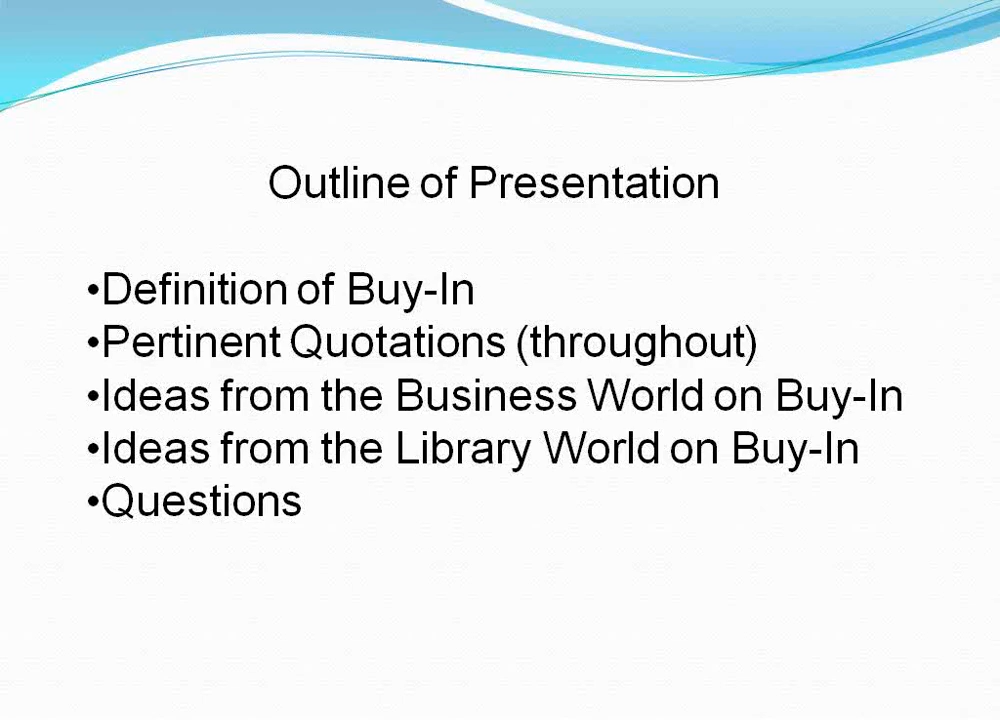 Outline of Presentation
•Definition of Buy-In
•Pertinent Quotations (throughout)
•Ideas from the Business World on Buy-In
•Ideas from the Library World on Buy-In
•Questions